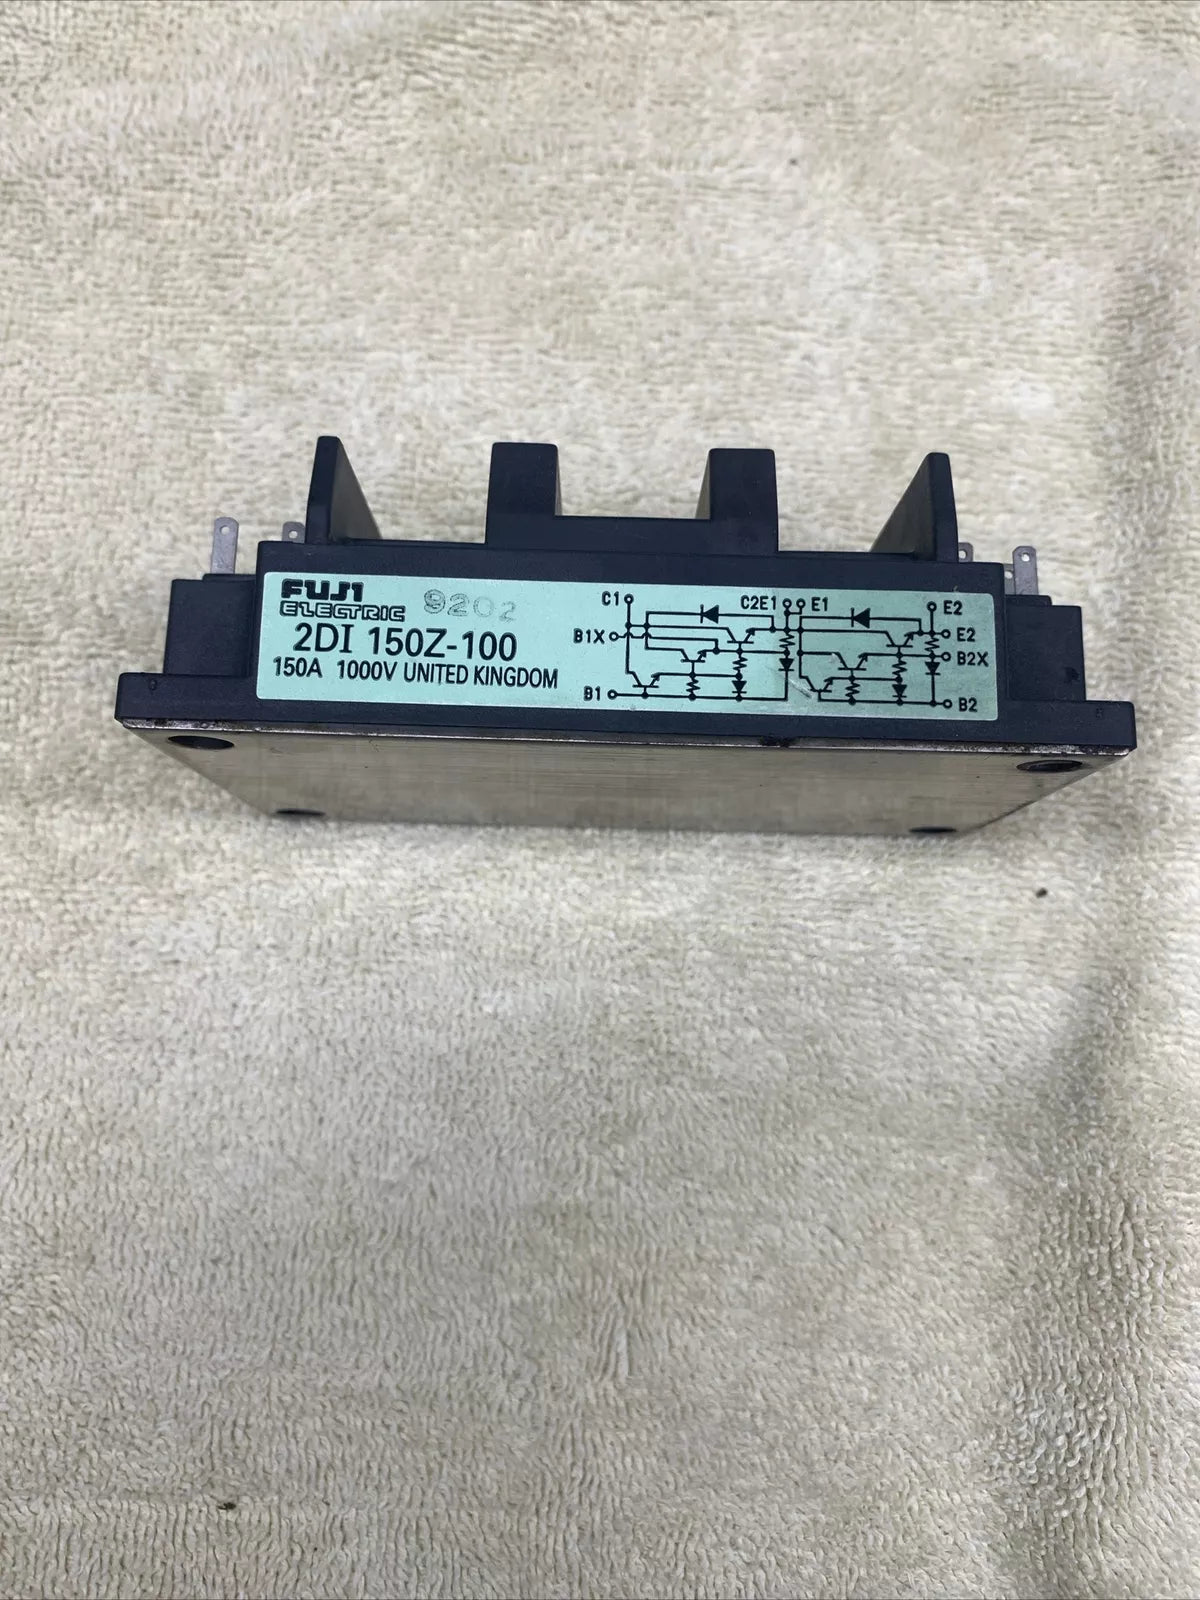 FUJI
ELECTRIC 9202
2DI 150Z-100
150A 1000V UNITED KINGDOM
C1 C2E1 E1 E2
B1X E2
B2X
B1 B2